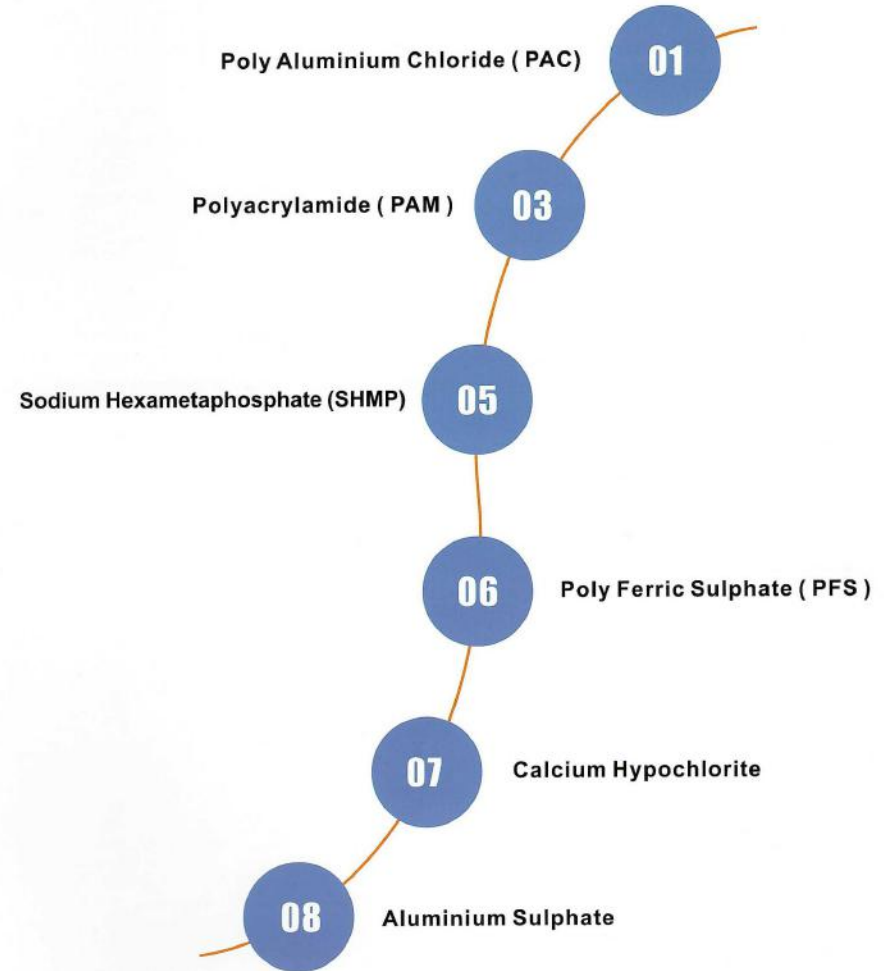 Poly Aluminium Chloride ( PAC)
01
Polyacrylamide ( PAM )
03
Sodium Hexametaphosphate (SHMP)
05
06
Poly Ferric Sulphate ( PFS )
07
Calcium Hypochlorite
08
Aluminium Sulphate